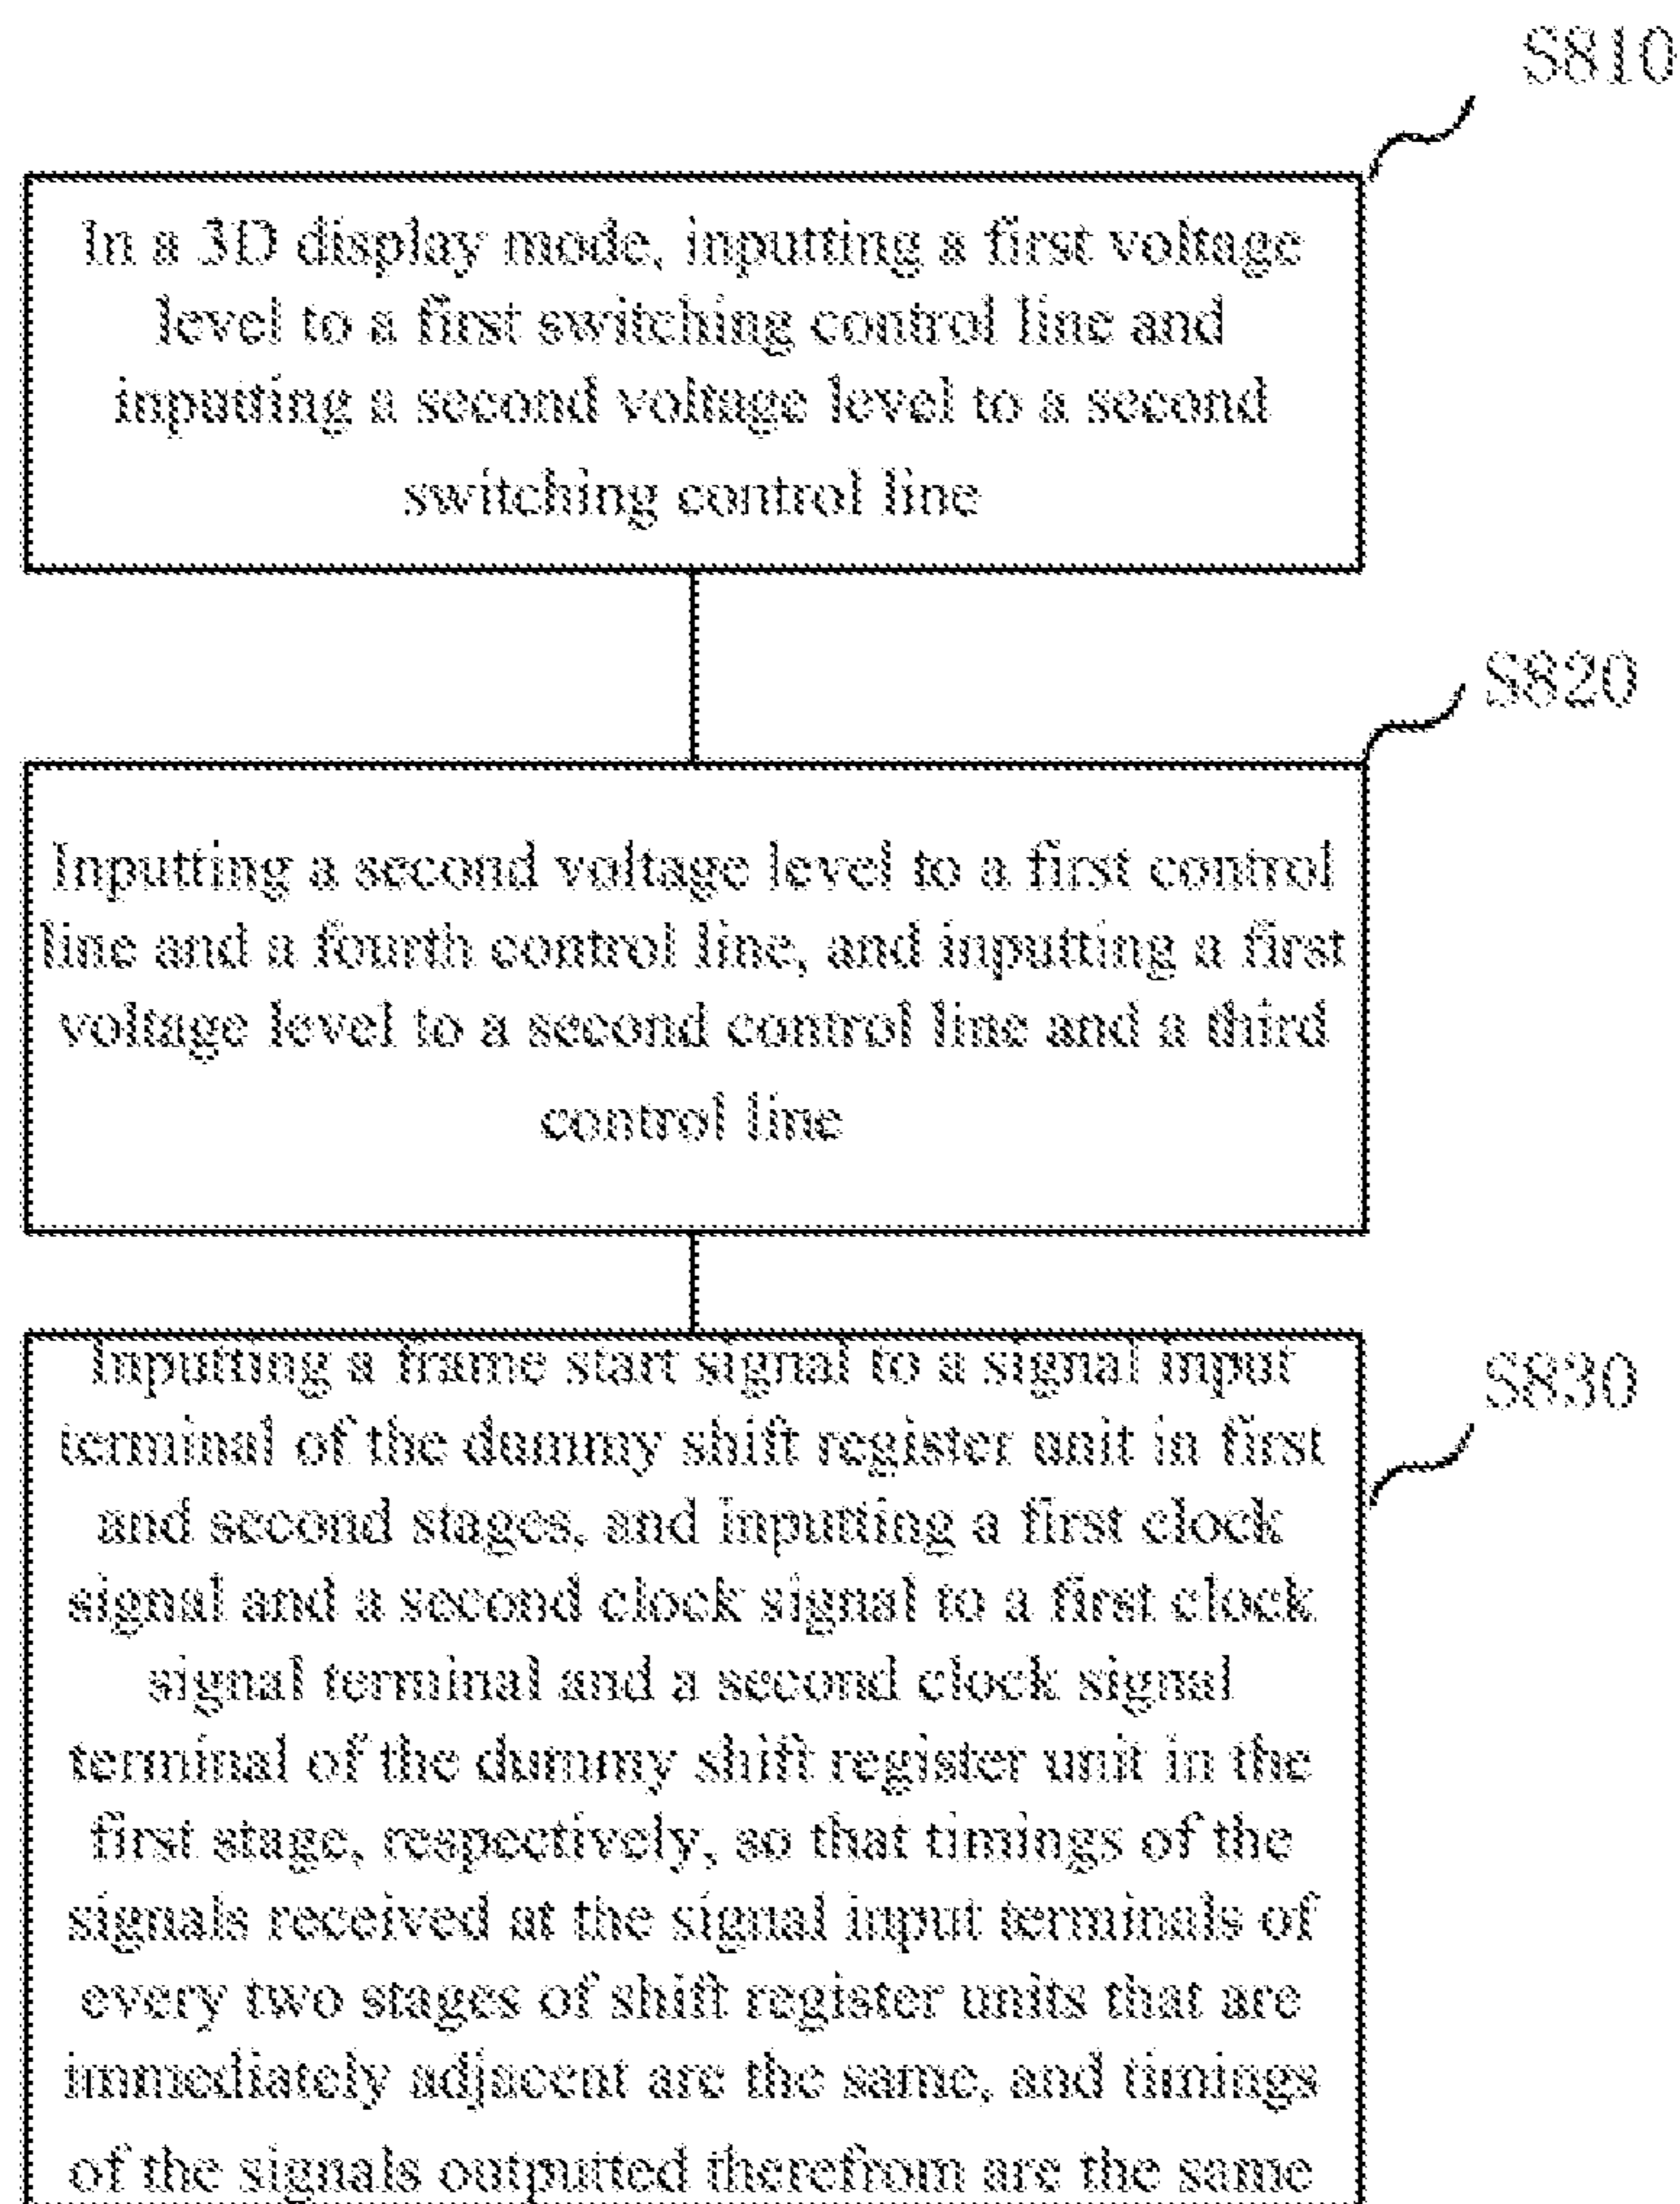 S810
In a 3D display mode, inputting a first voltage
level to a first switching control line and
inputting a second voltage level to a second
switching control line
S820
Inputting a second voltage level to a first control
line and a fourth control line, and inputting a first
voltage level to a second control line and a third
control line
S830
Inputting a frame start signal to a signal input
terminal of the dummy shift register unit in first
and second stages, and inputting a first clock
signal and a second clock signal to a first clock
signal terminal and a second clock signal
terminal of the dummy shift register unit in the
first stage, respectively, so that timings of the
signals received at the signal input terminals of
every two stages of shift register units that are
immediately adjacent are the same, and timings
of the signals outputted therefrom are the same